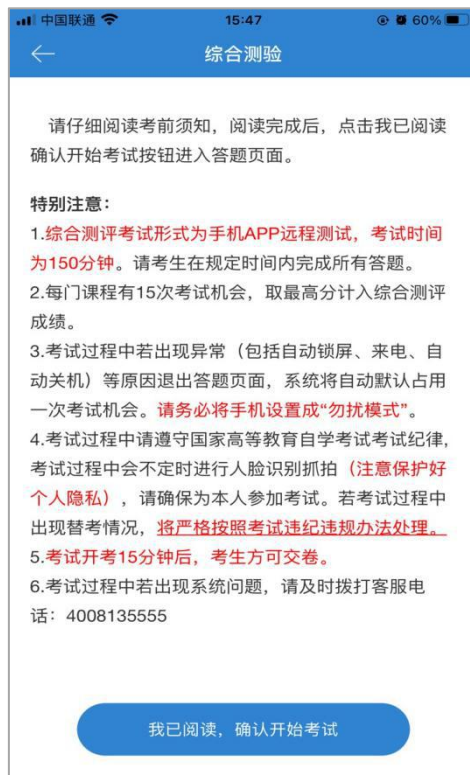 中国联通 15:47 60%
综合测验
请仔细阅读考前须知，阅读完成后，点击我已阅读
确认开始考试按钮进入答题页面。
特别注意：
1.综合测评考试形式为手机APP远程测试，考试时间
为150分钟。请考生在规定时间内完成所有答题。
2.每门课程有15次考试机会，取最高分计入综合测评
成绩。
3.考试过程中若出现异常（包括自动锁屏、来电、自
动关机）等原因退出答题页面，系统将自动默认占用
一次考试机会。请务必将手机设置成“勿扰模式”。
4.考试过程中请遵守国家高等教育自学考试考试纪律，
考试过程中会不定时进行人脸识别抓拍（注意保护好
个人隐私），请确保为本人参加考试。若考试过程中
出现替考情况，将严格按照考试违纪违规办法处理。
5.考试开考15分钟后，考生方可交卷。
6.考试过程中若出现系统问题，请及时拨打客服电
话：4008135555
我已阅读，确认开始考试